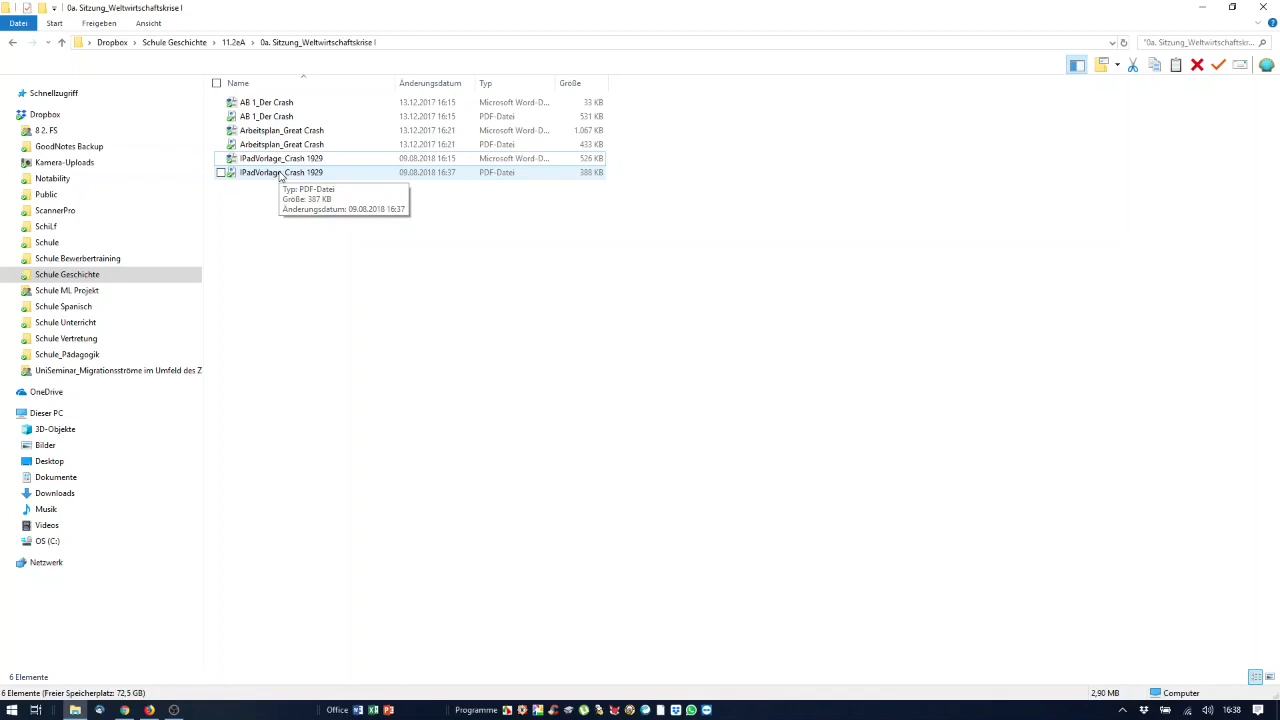 0a. Sitzung_Weltwirtschaftskrise I
Datei Start Freigeben Ansicht
Dropbox > Schule Geschichte > 11.2eA > 0a. Sitzung_Weltwirtschaftskrise I
"0a. Sitzung_Weltwirtschaftskr...
Name Änderungsdatum Typ Größe
AB 1_Der Crash 13.12.2017 16:15 Microsoft Word-D... 33 KB
AB 1_Der Crash 13.12.2017 16:15 PDF-Datei 531 KB
Arbeitsplan_Great Crash 13.12.2017 16:21 Microsoft Word-D... 1.067 KB
Arbeitsplan_Great Crash 13.12.2017 16:21 PDF-Datei 433 KB
IPadVorlage_Crash 1929 09.08.2018 16:15 Microsoft Word-D... 526 KB
IPadVorlage_Crash 1929 09.08.2018 16:37 PDF-Datei 388 KB
Typ: PDF-Datei
Größe: 387 KB
Änderungsdatum: 09.08.2018 16:37
Schnellzugriff
Dropbox
8 2. FS
GoodNotes Backup
Kamera-Uploads
Notability
Public
ScannerPro
SchiLf
Schule
Schule Bewerbertraining
Schule Geschichte
Schule ML Projekt
Schule Spanisch
Schule Unterricht
Schule Vertretung
Schule_Pädagogik
UniSeminar_Migrationsströme im Umfeld des Z
OneDrive
Dieser PC
3D-Objekte
Bilder
Desktop
Dokumente
Downloads
Musik
Videos
OS (C:)
Netzwerk
6 Elemente
6 Elemente (Freier Speicherplatz: 72,5 GB) 2,90 MB Computer
Office Programme 16:38